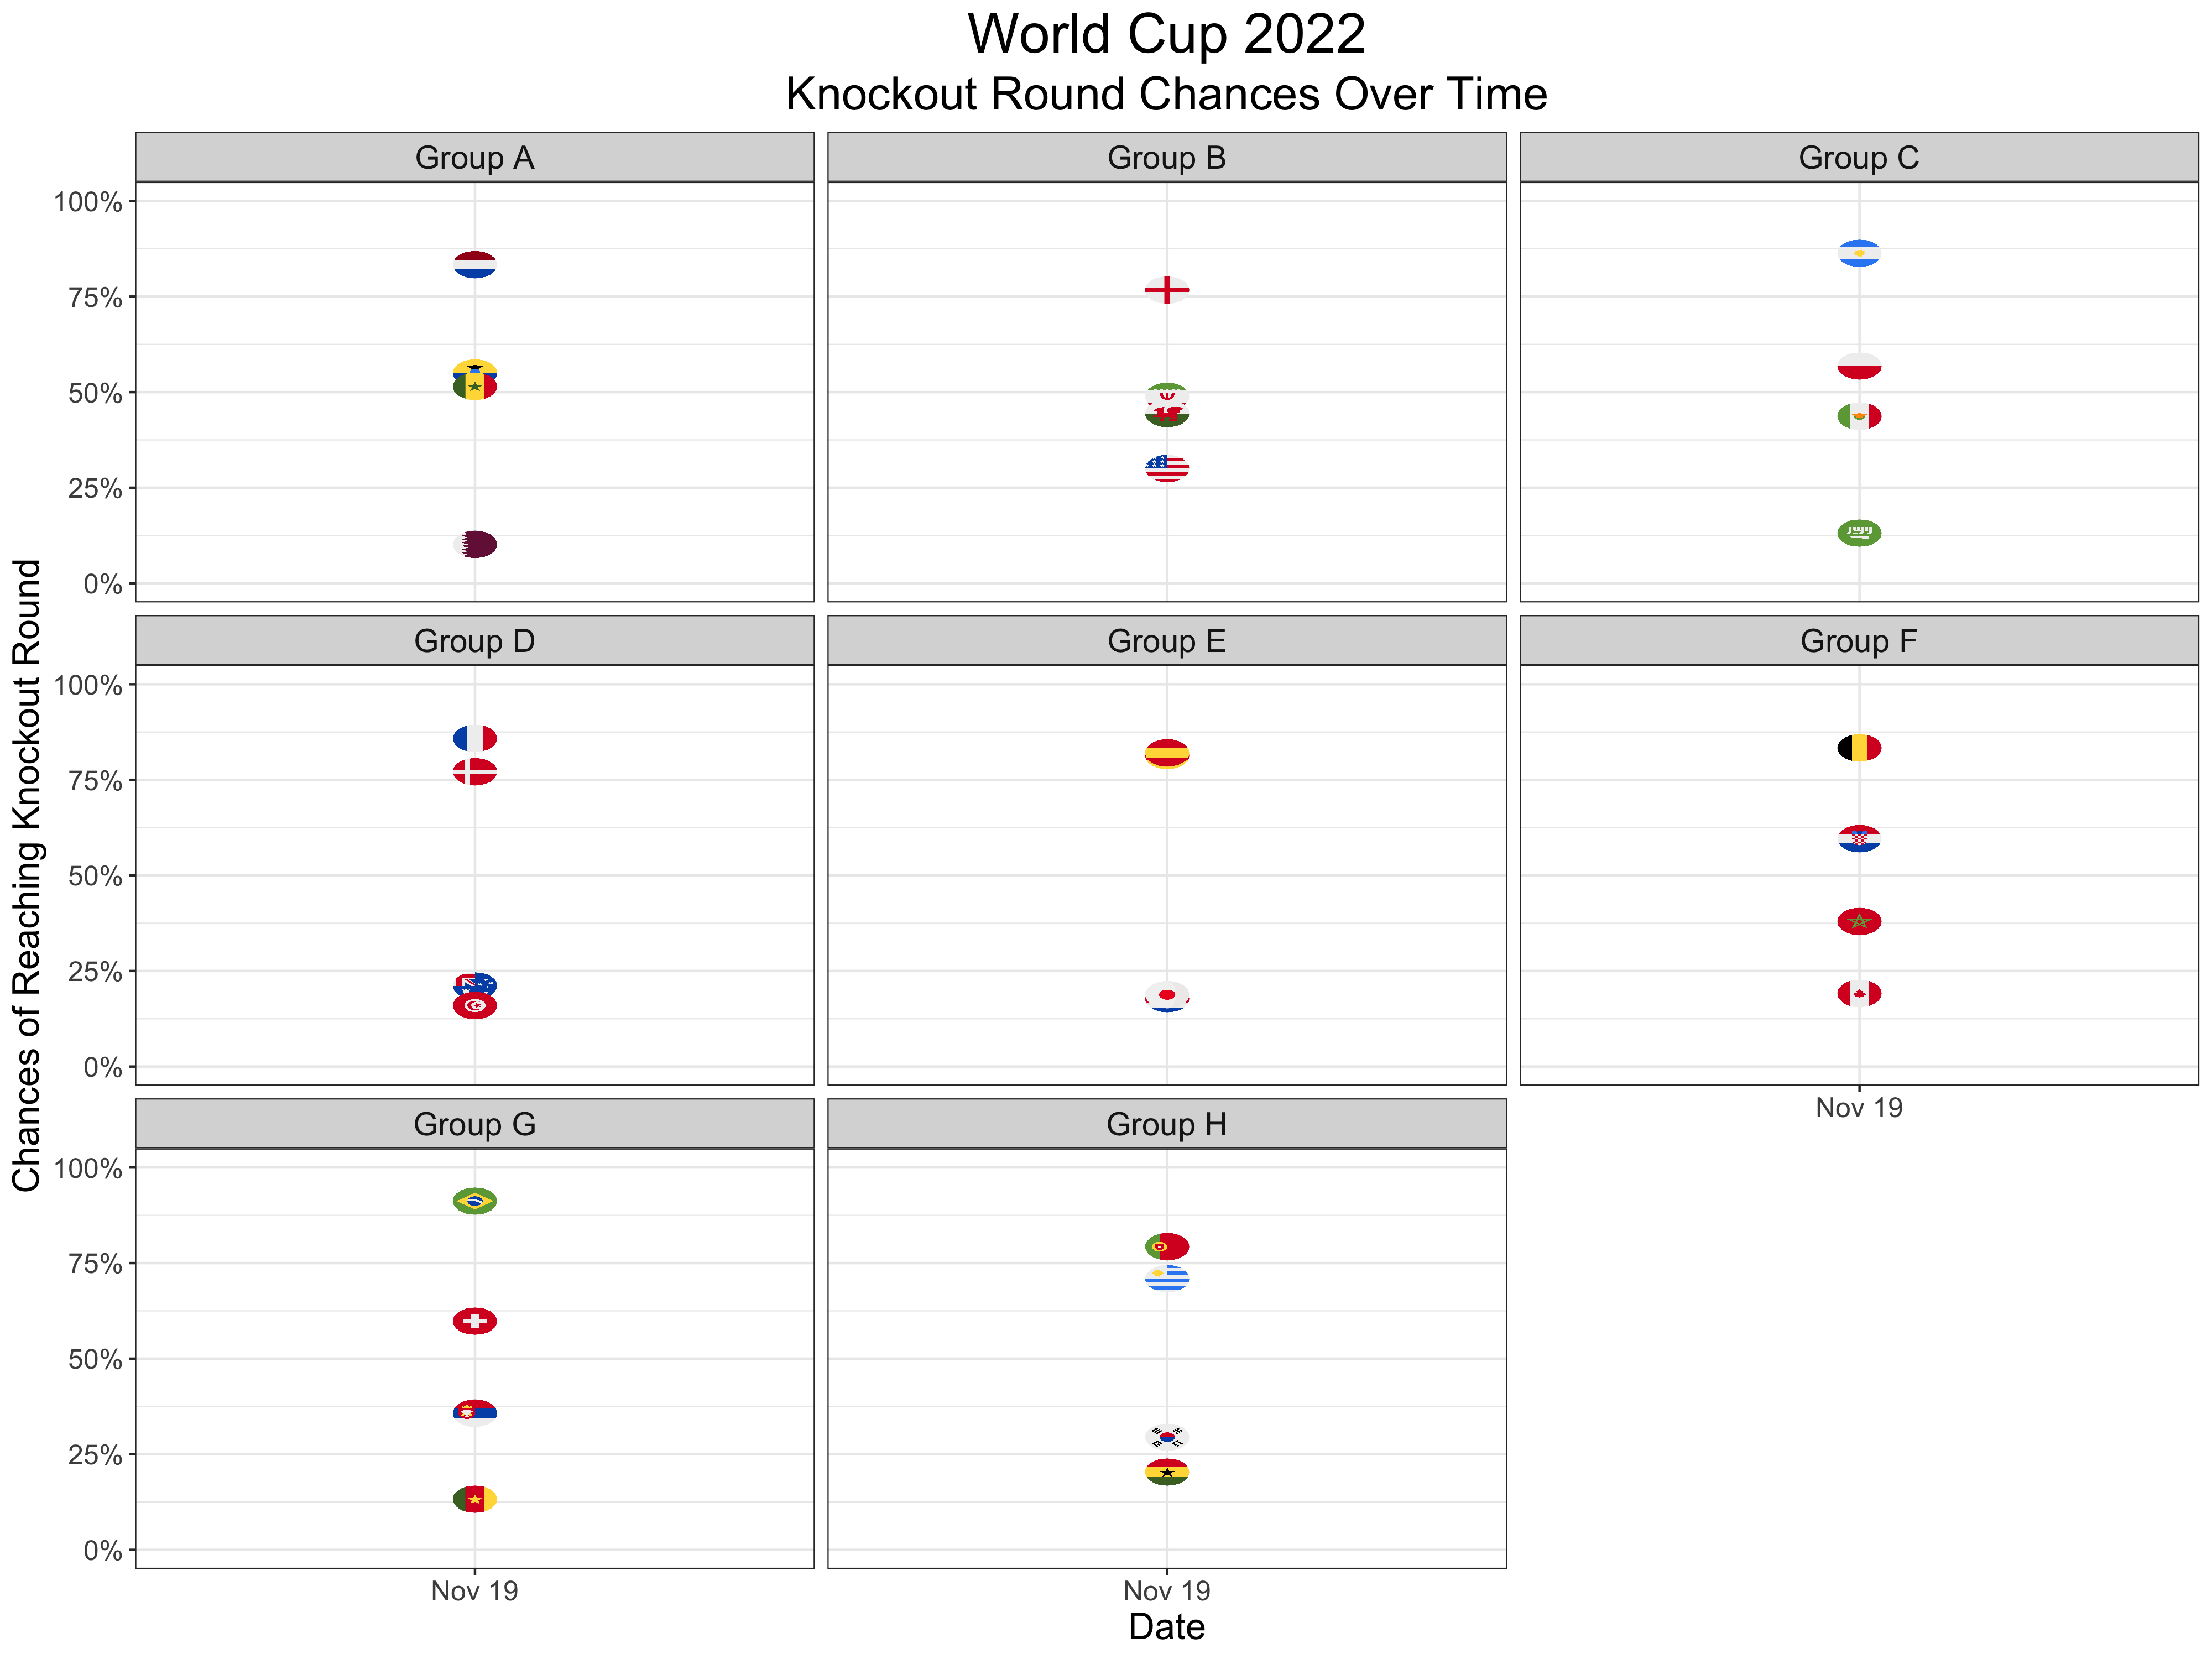 World Cup 2022
Knockout Round Chances Over Time
Chances of Reaching Knockout Round
Group A
Group B
Group C
100%
75%
50%
25%
0%
Group D
Group E
Group F
100%
75%
50%
25%
0%
Nov 19
Group G
Group H
100%
75%
50%
25%
0%
Nov 19
Nov 19
Date